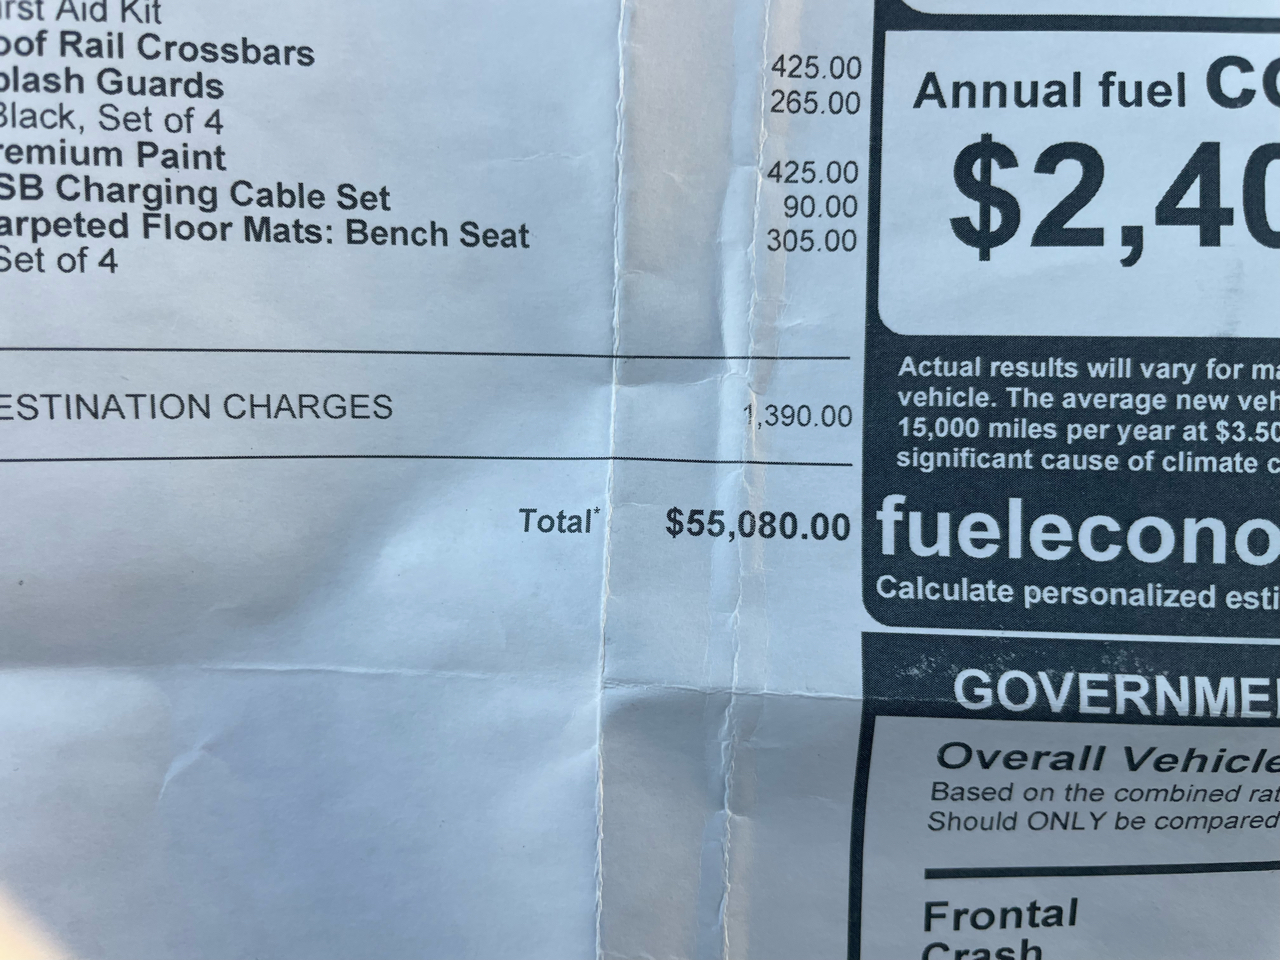 irst Aid Kit
oof Rail Crossbars 425.00
plash Guards 265.00
Black, Set of 4
remium Paint 425.00
SB Charging Cable Set 90.00
arpeted Floor Mats: Bench Seat 305.00
Set of 4
ESTINATION CHARGES 1,390.00
Total* $55,080.00
Annual fuel CO
$2,40
Actual results will vary for ma
vehicle. The average new veh
15,000 miles per year at $3.50
significant cause of climate c
fuelecono
Calculate personalized esti
GOVERNME
Overall Vehicle
Based on the combined rat
Should ONLY be compared
Frontal
Crash